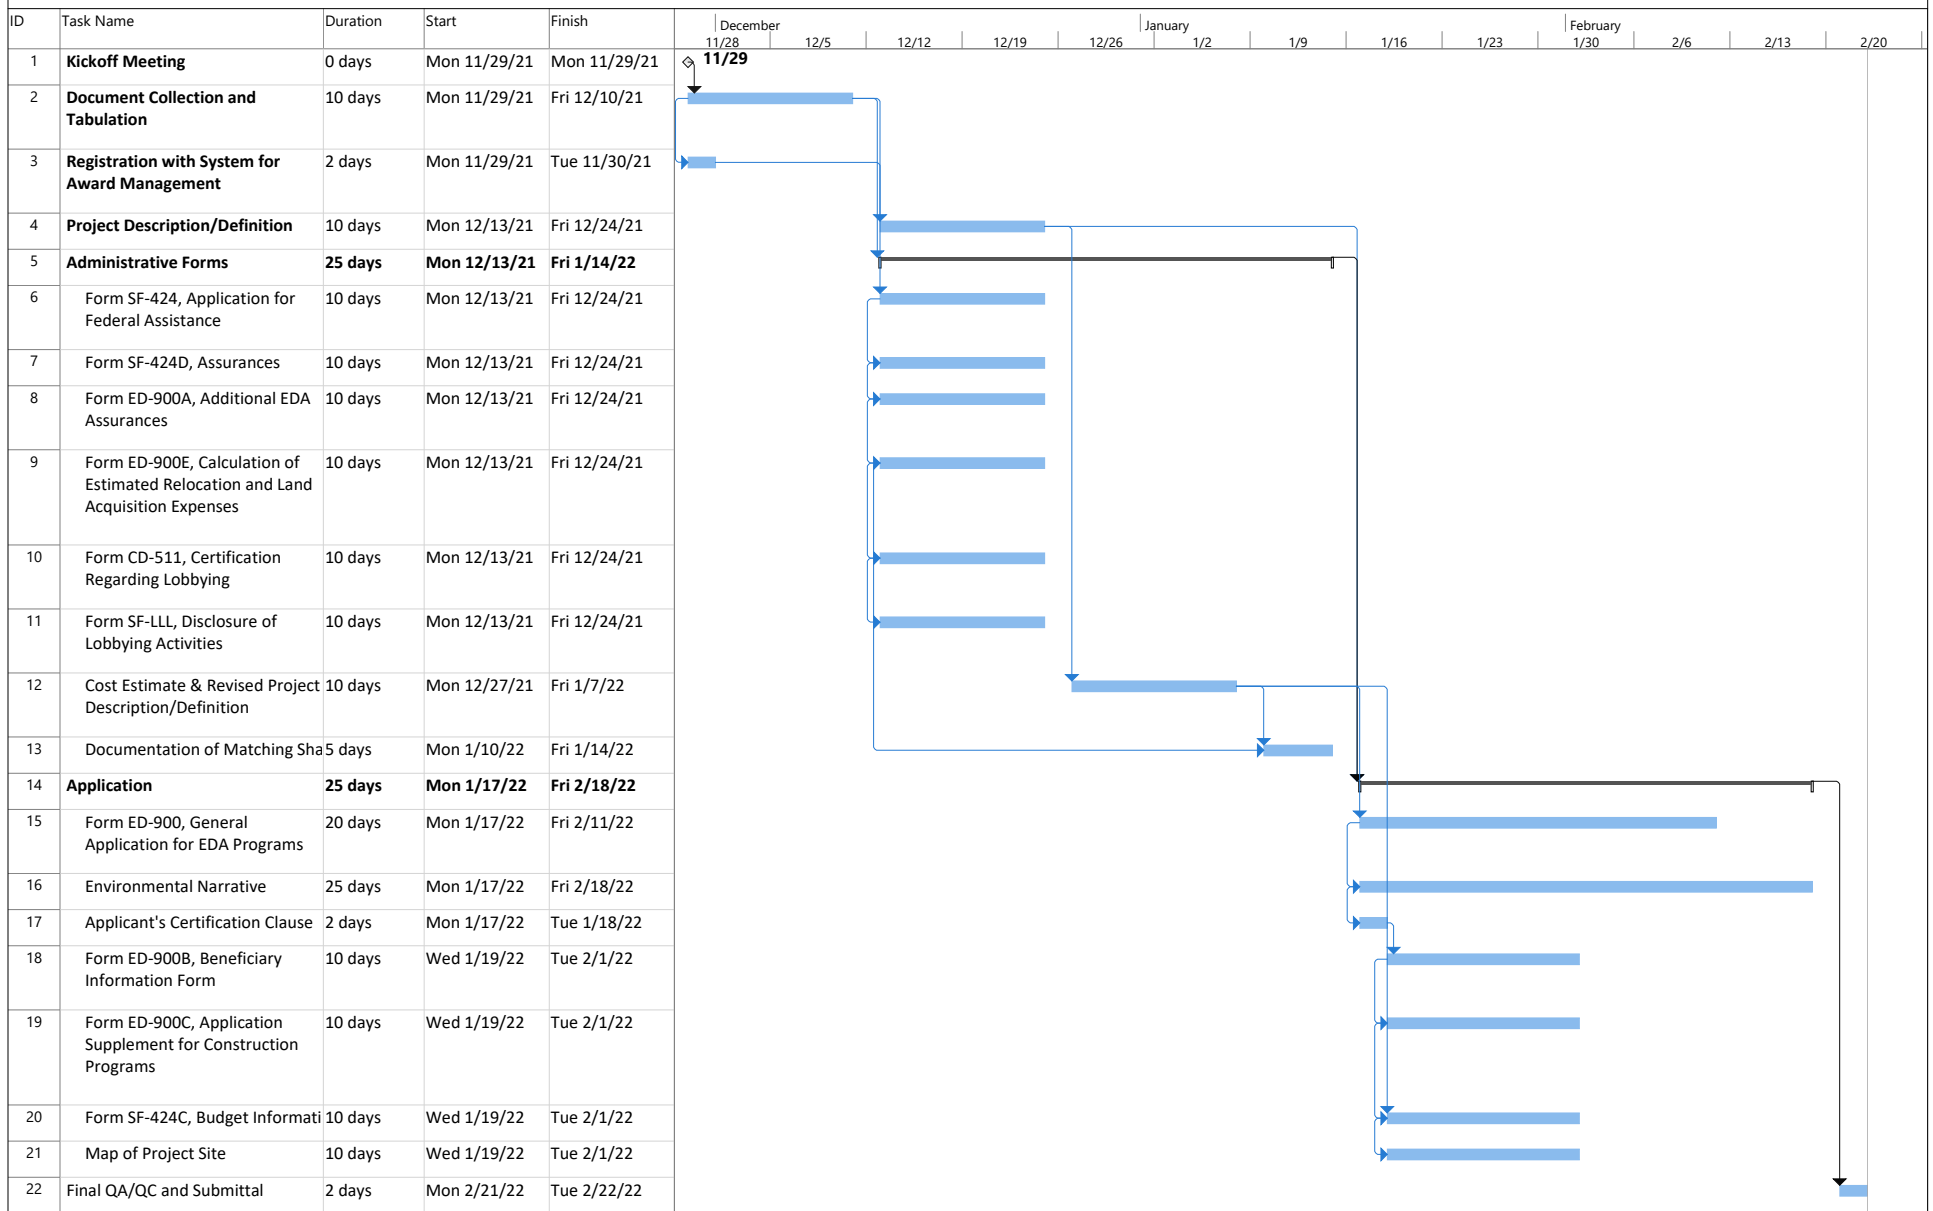 ID Task Name Duration Start Finish
December January February
11/28 12/5 12/12 12/19 12/26 1/2 1/9 1/16 1/23 1/30 2/6 2/13 2/20
1 Kickoff Meeting 0 days Mon 11/29/21 Mon 11/29/21 11/29
2 Document Collection and 10 days Mon 11/29/21 Fri 12/10/21
Tabulation
3 Registration with System for 2 days Mon 11/29/21 Tue 11/30/21
Award Management
4 Project Description/Definition 10 days Mon 12/13/21 Fri 12/24/21
5 Administrative Forms 25 days Mon 12/13/21 Fri 1/14/22
6 Form SF-424, Application for 10 days Mon 12/13/21 Fri 12/24/21
Federal Assistance
7 Form SF-424D, Assurances 10 days Mon 12/13/21 Fri 12/24/21
8 Form ED-900A, Additional EDA 10 days Mon 12/13/21 Fri 12/24/21
Assurances
9 Form ED-900E, Calculation of 10 days Mon 12/13/21 Fri 12/24/21
Estimated Relocation and Land
Acquisition Expenses
10 Form CD-511, Certification 10 days Mon 12/13/21 Fri 12/24/21
Regarding Lobbying
11 Form SF-LLL, Disclosure of 10 days Mon 12/13/21 Fri 12/24/21
Lobbying Activities
12 Cost Estimate & Revised Project 10 days Mon 12/27/21 Fri 1/7/22
Description/Definition
13 Documentation of Matching Sha 5 days Mon 1/10/22 Fri 1/14/22
14 Application 25 days Mon 1/17/22 Fri 2/18/22
15 Form ED-900, General 20 days Mon 1/17/22 Fri 2/11/22
Application for EDA Programs
16 Environmental Narrative 25 days Mon 1/17/22 Fri 2/18/22
17 Applicant's Certification Clause 2 days Mon 1/17/22 Tue 1/18/22
18 Form ED-900B, Beneficiary 10 days Wed 1/19/22 Tue 2/1/22
Information Form
19 Form ED-900C, Application 10 days Wed 1/19/22 Tue 2/1/22
Supplement for Construction
Programs
20 Form SF-424C, Budget Informati 10 days Wed 1/19/22 Tue 2/1/22
21 Map of Project Site 10 days Wed 1/19/22 Tue 2/1/22
22 Final QA/QC and Submittal 2 days Mon 2/21/22 Tue 2/22/22